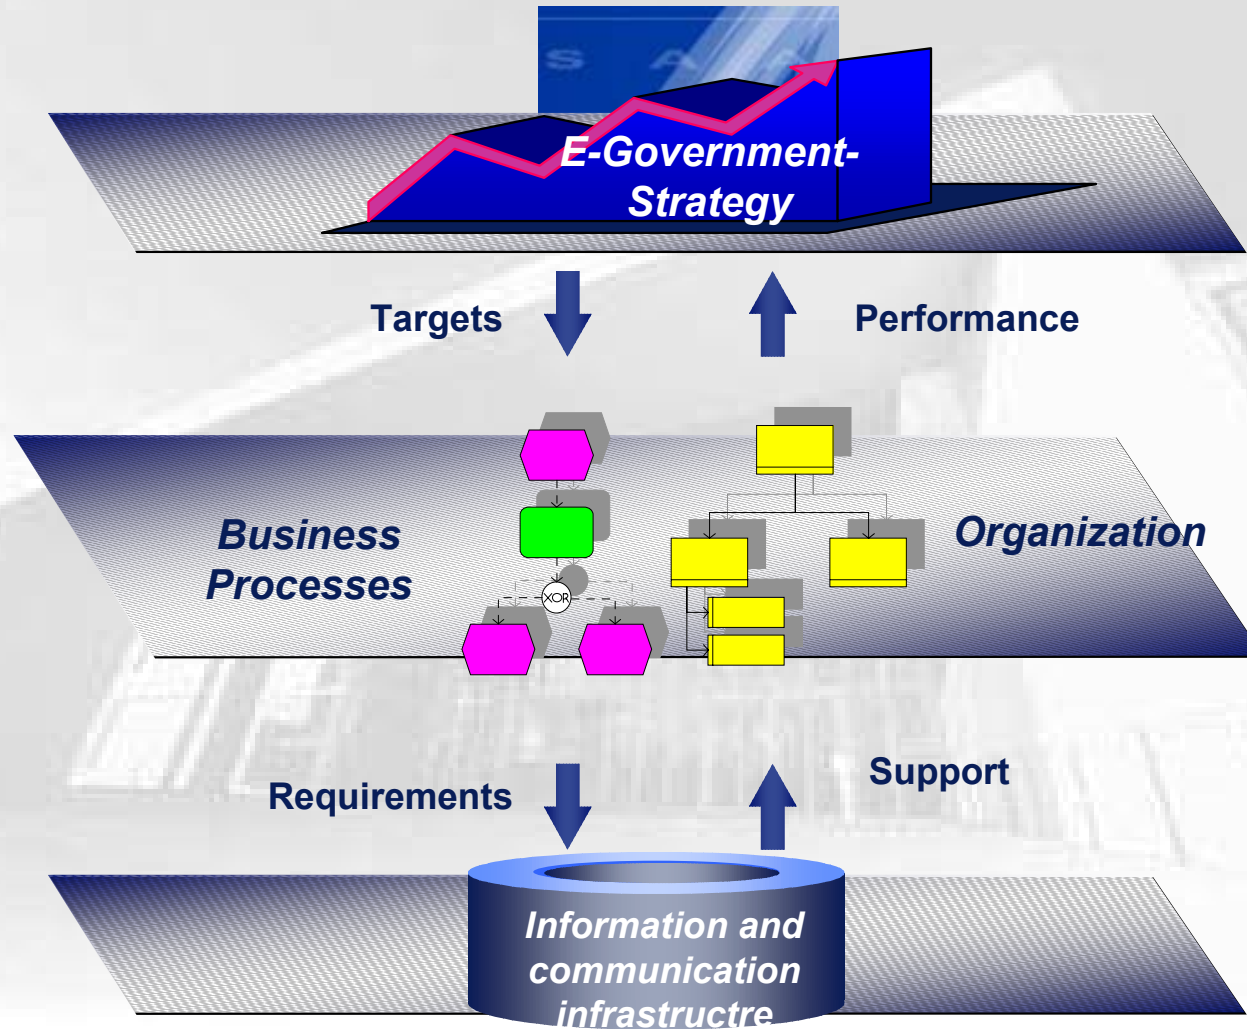 S A A
E-Government-
Strategy
Targets
Performance
Business
Processes
Organization
XOR
Requirements
Support
Information and
communication
infrastructre